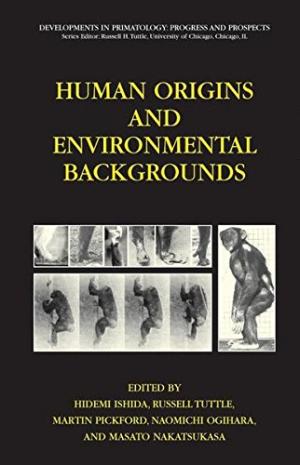 DEVELOPMENTS IN PRIMATOLOGY: PROGRESS AND PROSPECTS
Series Editor: Russell H. Tuttle, University of Chicago, Chicago, IL
HUMAN ORIGINS
AND
ENVIRONMENTAL
BACKGROUNDS
EDITED BY
HIDEMI ISHIDA, RUSSELL TUTTLE,
MARTIN PICKFORD, NAOMICHI OGIHARA,
AND MASATO NAKATSUKASA